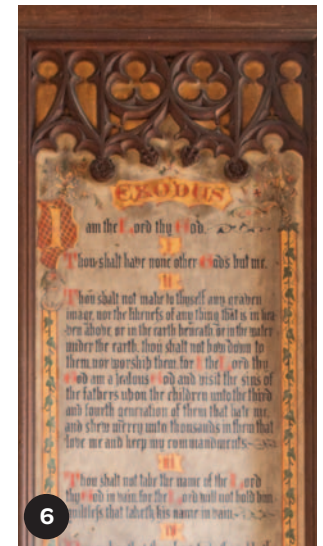 EXODUS
I am the Lord thy God.
I
Thou shalt have none other Gods but me.
II
Thou shalt not make to thyself any graven
image, nor the likeness of any thing that is in hea-
ven above, or in the earth beneath or in the water
under the earth. thou shalt not bow down to
them, nor worship them, for I the Lord thy
God am a jealous God and visit the sins of
the fathers upon the children unto the third
and fourth generation of them that hate me,
and shew mercy unto thousands in them that
love me and keep my commandments.
III
Thou shalt not take the name of the Lord
thy God in vain, for the Lord will not hold him
guiltless that taketh his name in vain.
IV
6